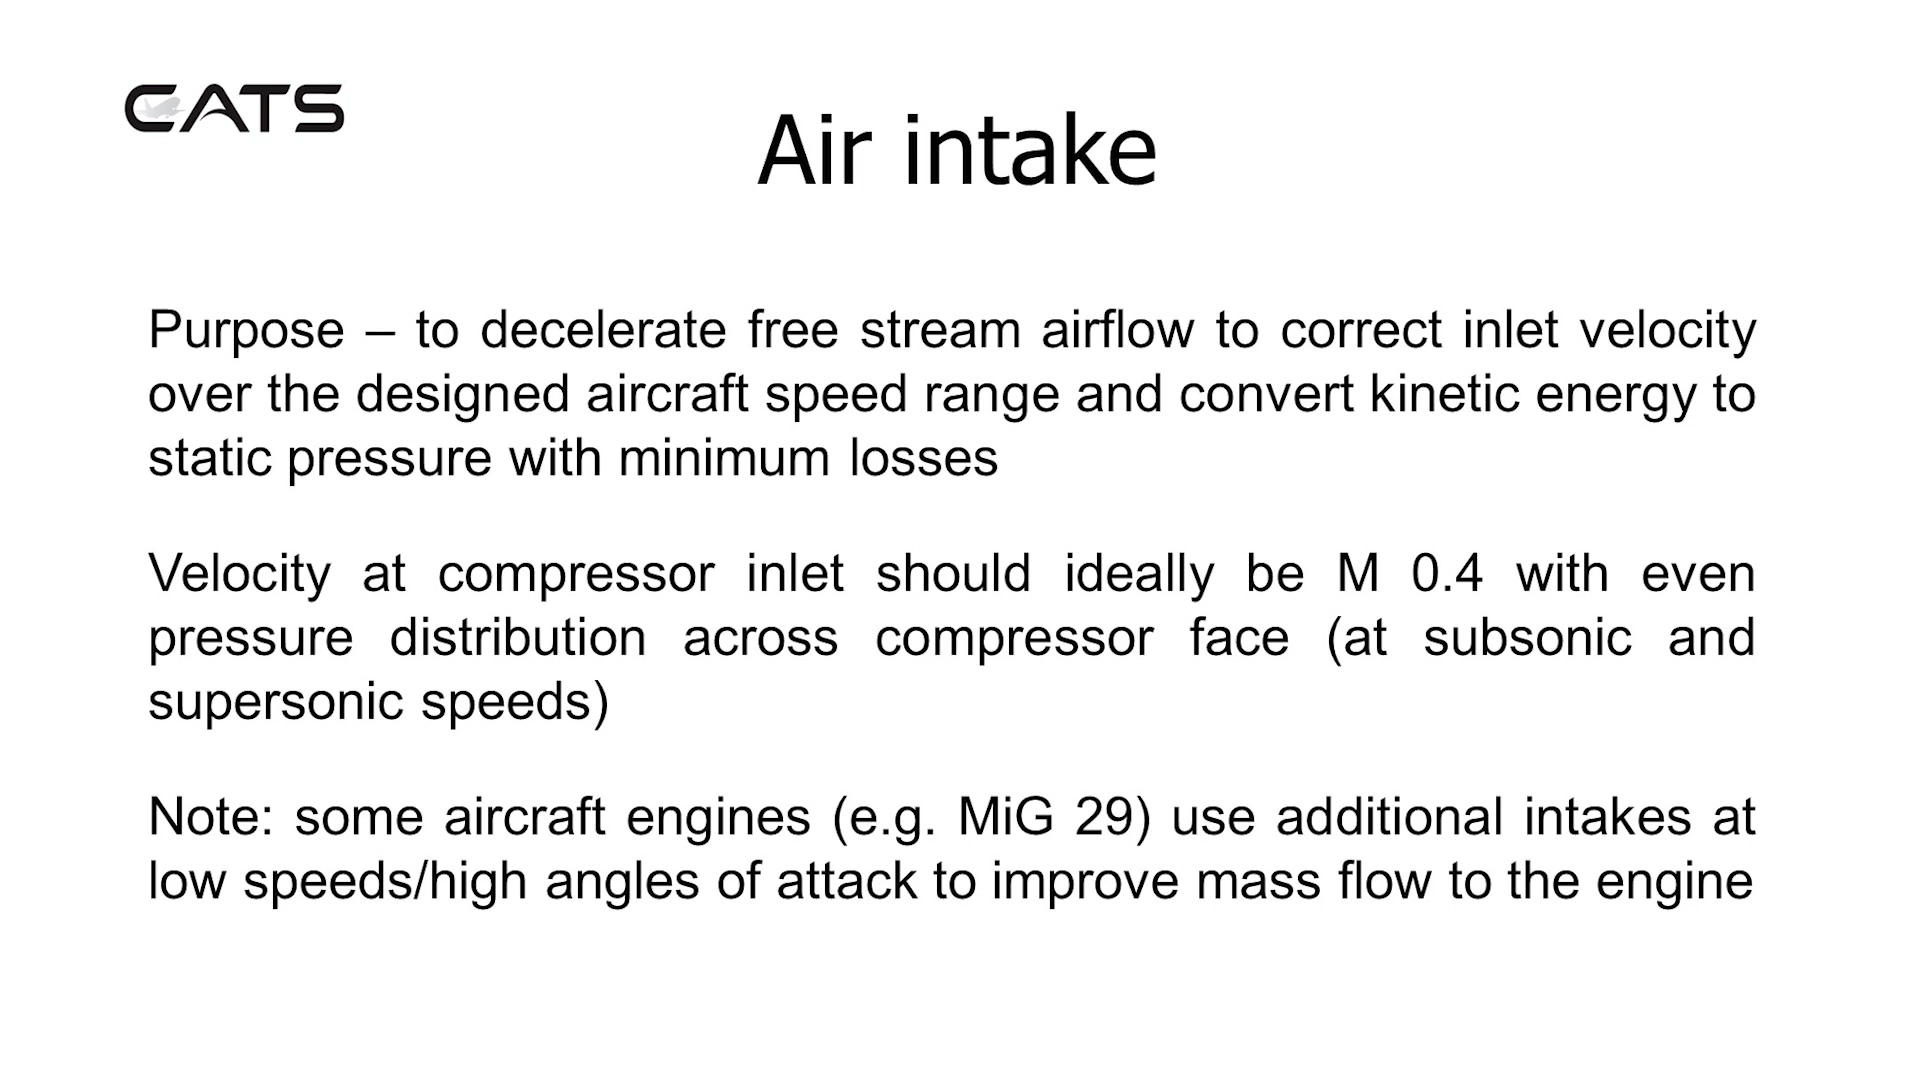 CATS
Air intake
Purpose – to decelerate free stream airflow to correct inlet velocity
over the designed aircraft speed range and convert kinetic energy to
static pressure with minimum losses
Velocity at compressor inlet should ideally be M 0.4 with even
pressure distribution across compressor face (at subsonic and
supersonic speeds)
Note: some aircraft engines (e.g. MiG 29) use additional intakes at
low speeds/high angles of attack to improve mass flow to the engine